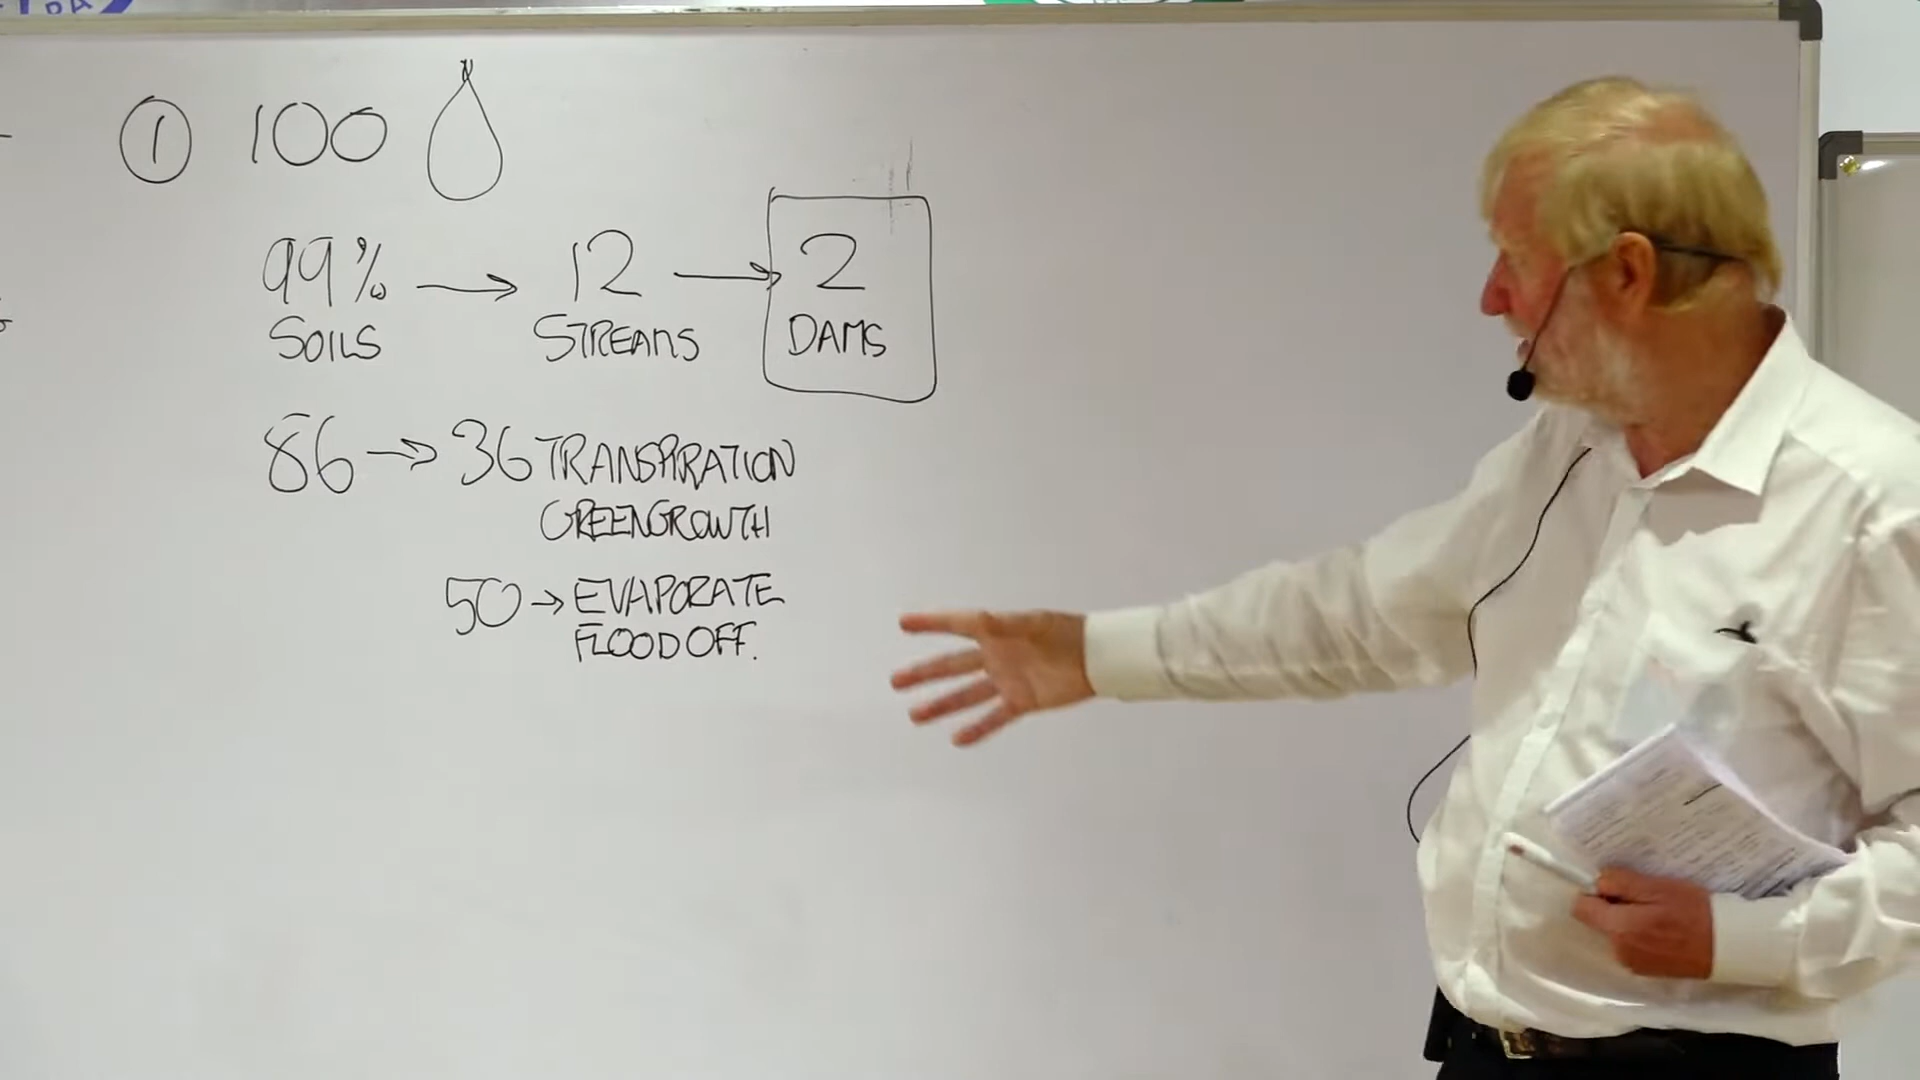 ① 100
99% → 12 → 2
SOILS STREAMS DAMS
86 → 36 TRANSPIRATION
GREENGROWTH
50 → EVAPORATE
FLOOD OFF.